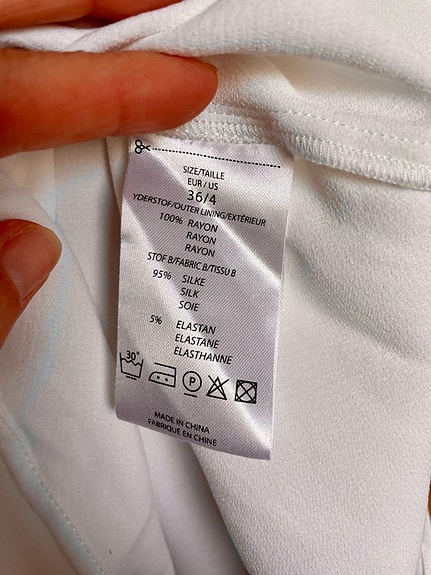 SIZE/TAILLE
EUR / US
36/4
YDERSTOF/OUTER LINING/EXTÉRIEUR
100% RAYON
RAYON
RAYON
STOF B/FABRIC B/TISSU B
95% SILKE
SILK
SOIE
5% ELASTAN
ELASTANE
ÉLASTHANNE
30° P
MADE IN CHINA
FABRIQUÉ EN CHINE